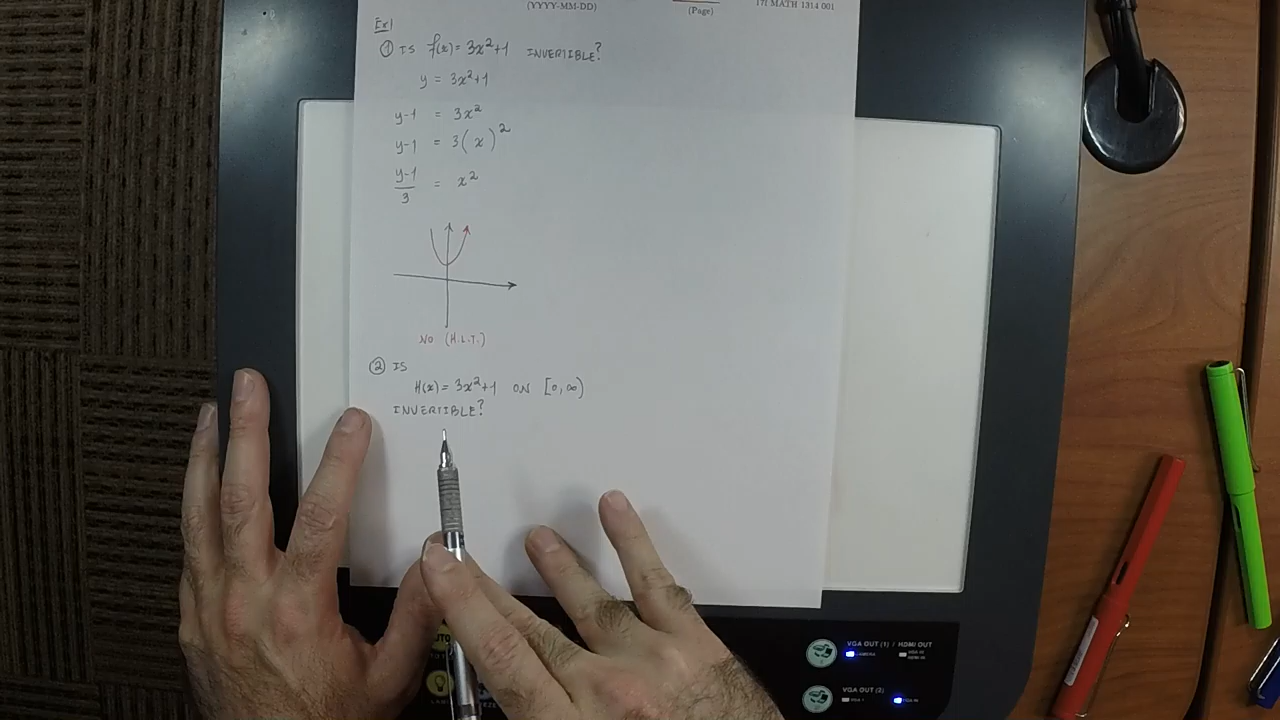 (YYYY-MM-DD) (Page) 17f MATH 1314 001
Ex1
① IS f(x) = 3x²+1 INVERTIBLE?
y = 3x²+1
y-1 = 3x²
y-1 = 3(x)²
y-1/3 = x²
NO (H.L.T.)
② IS
H(x) = 3x²+1 ON [0,∞)
INVERTIBLE?
VGA OUT (1) / HDMI OUT
CAMERA
VGA OUT (2)